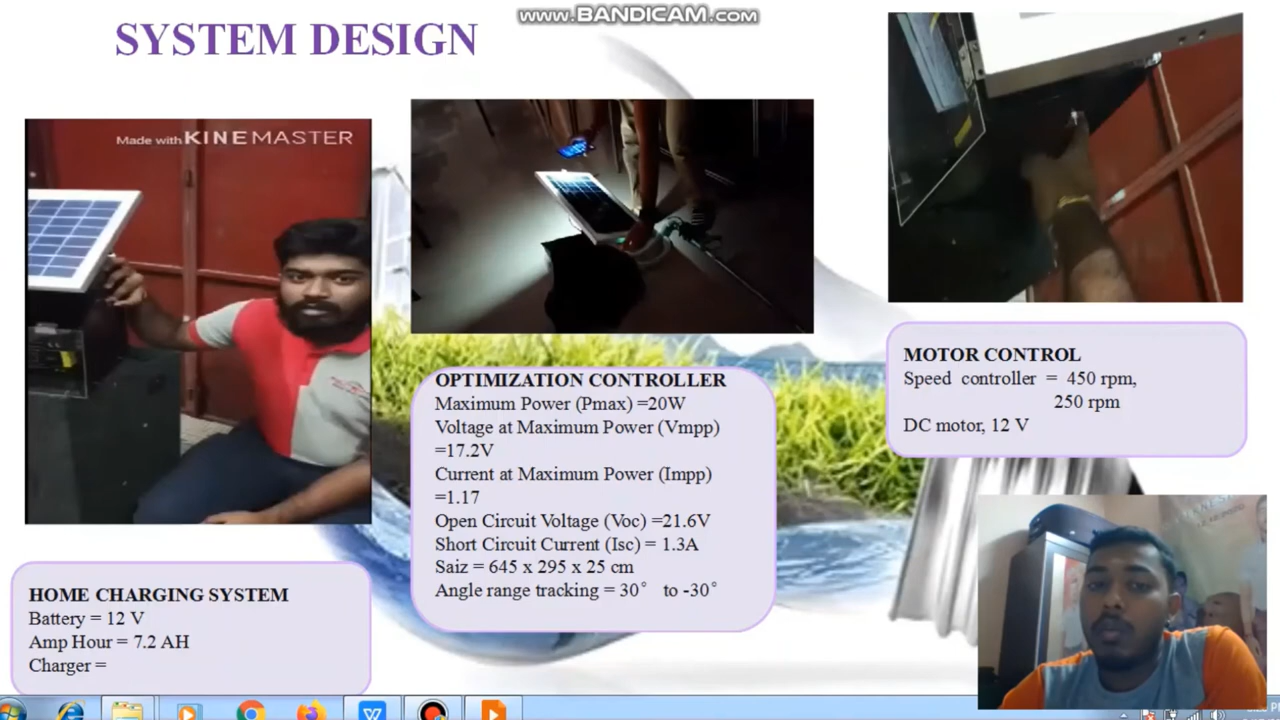 www.BANDICAM.com
SYSTEM DESIGN
Made with KINEMASTER
HOME CHARGING SYSTEM
Battery = 12 V
Amp Hour = 7.2 AH
Charger =
OPTIMIZATION CONTROLLER
Maximum Power (Pmax) =20W
Voltage at Maximum Power (Vmpp)
=17.2V
Current at Maximum Power (Impp)
=1.17
Open Circuit Voltage (Voc) =21.6V
Short Circuit Current (Isc) = 1.3A
Saiz = 645 x 295 x 25 cm
Angle range tracking = 30° to -30°
MOTOR CONTROL
Speed controller = 450 rpm,
250 rpm
DC motor, 12 V